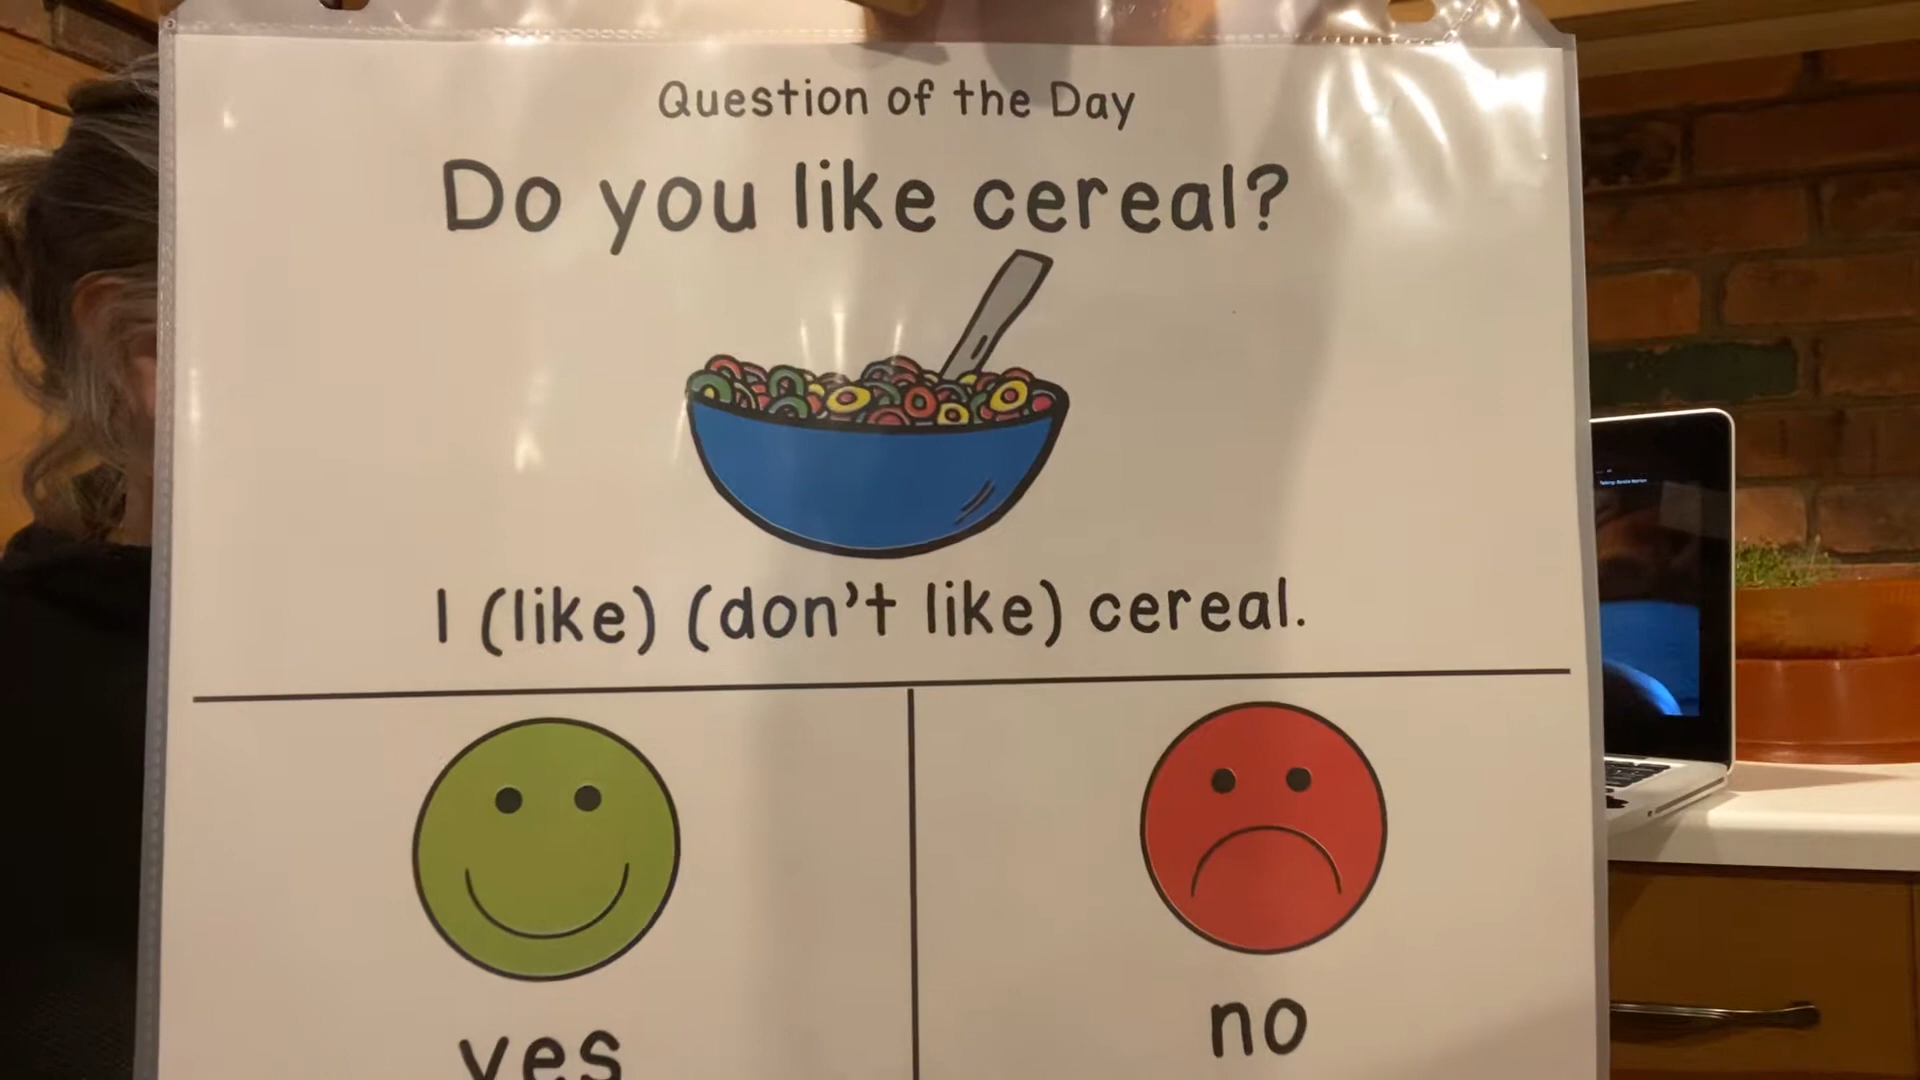 Question of the Day
Do you like cereal?
I (like) (don't like) cereal.
yes
no